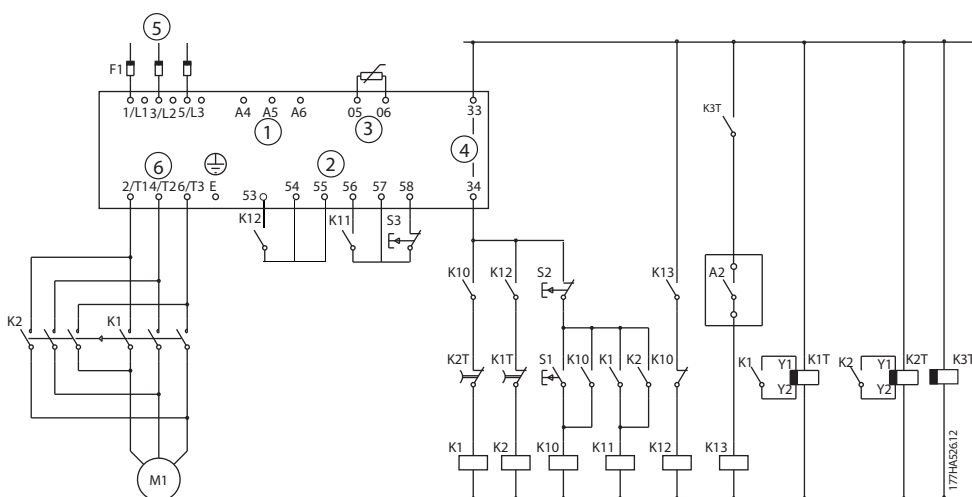 5
F1
1/L1 3/L2 5/L3 A4 A5 A6 05 06 33
1 3
K3T
2 4
6
2/T1 4/T2 6/T3 E 53 54 55 56 57 58 34
K12 K11 S3
K10 K12 S2 K13 A2
K2 K1
K2T K1T S1 K10 K1 K2 K10 K1 Y1 K1T K2 Y1 K2T K3T
Y2 Y2
K1 K2 K10 K11 K12 K13
M1
177HA526.12